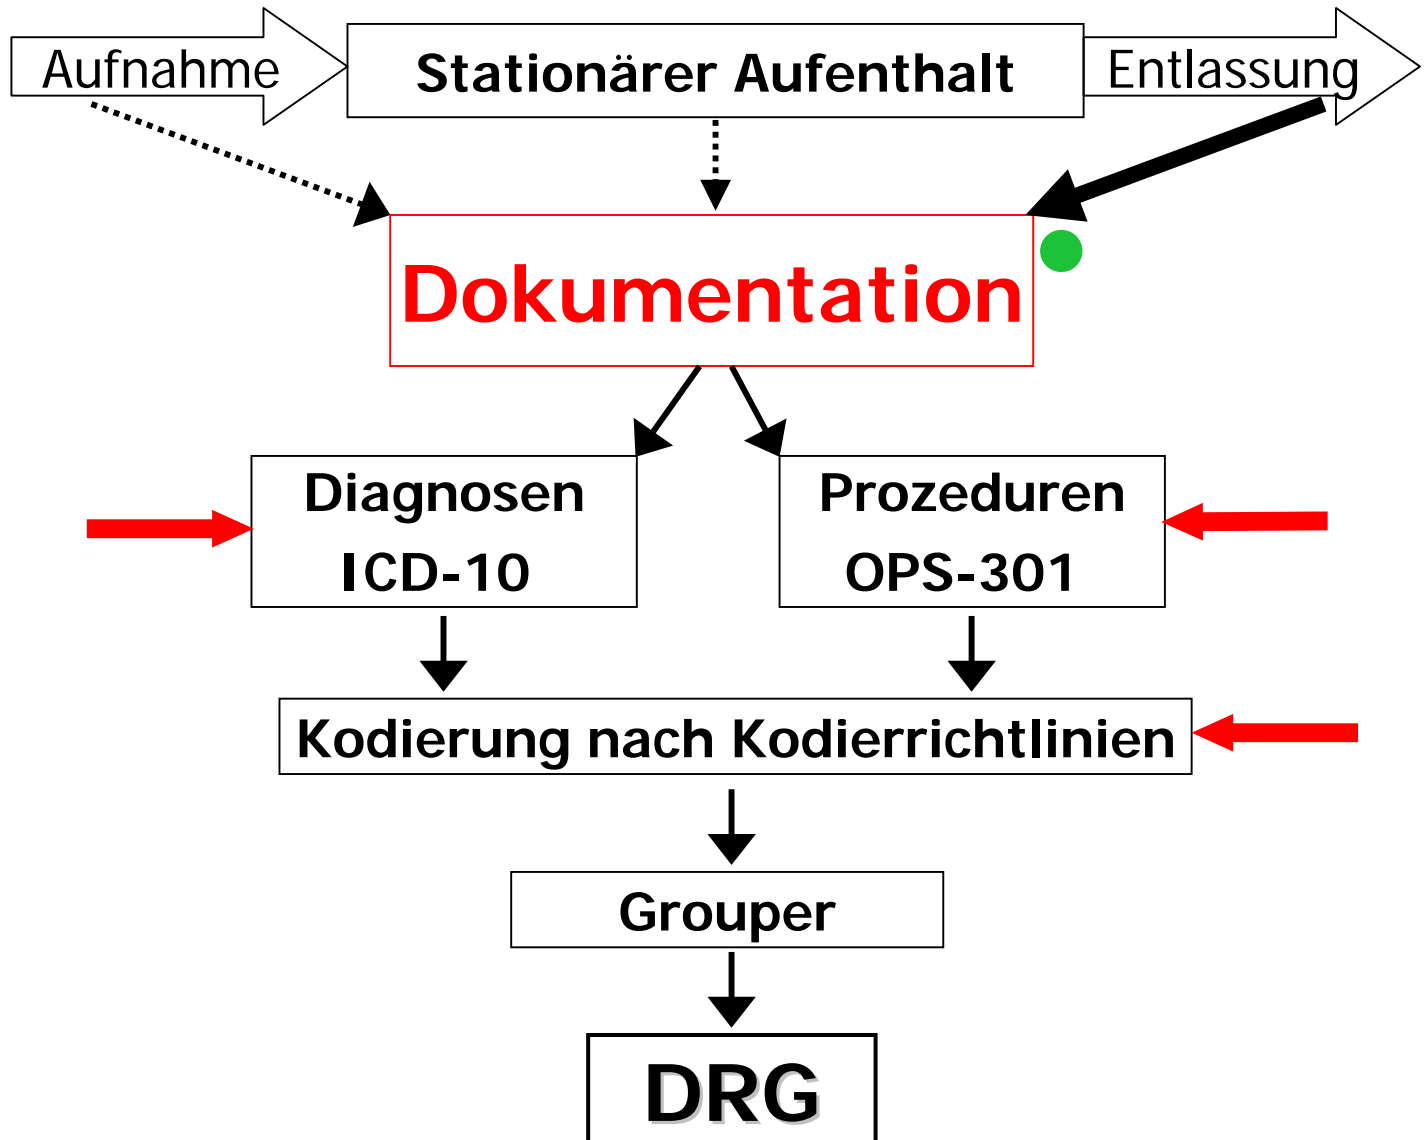 Aufnahme
Stationärer Aufenthalt
Entlassung
Dokumentation
Diagnosen
ICD-10
Prozeduren
OPS-301
Kodierung nach Kodierrichtlinien
Grouper
DRG